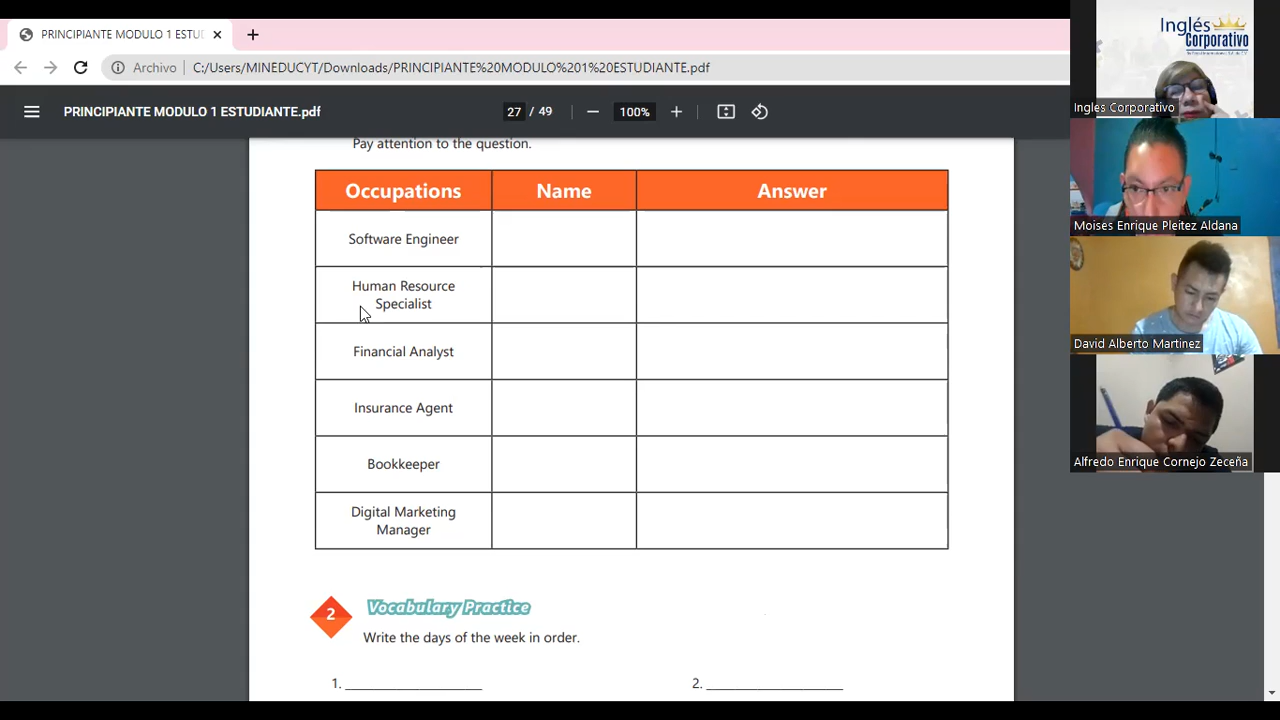 PRINCIPIANTE MODULO 1 ESTUD
Archivo
C:/Users/MINEDUCYT/Downloads/PRINCIPIANTE%20MODULO%201%20ESTUDIANTE.pdf
PRINCIPIANTE MODULO 1 ESTUDIANTE.pdf
27 / 49
100%
Pay attention to the question.
Occupations Name Answer
Software Engineer
Human Resource
Specialist
Financial Analyst
Insurance Agent
Bookkeeper
Digital Marketing
Manager
2 Vocabulary Practice
Write the days of the week in order.
1. ____________________ 2. ____________________
Inglés
Corporativo
Ingles Corporativo
Moises Enrique Pleitez Aldana
David Alberto Martinez
Alfredo Enrique Cornejo Zeceña